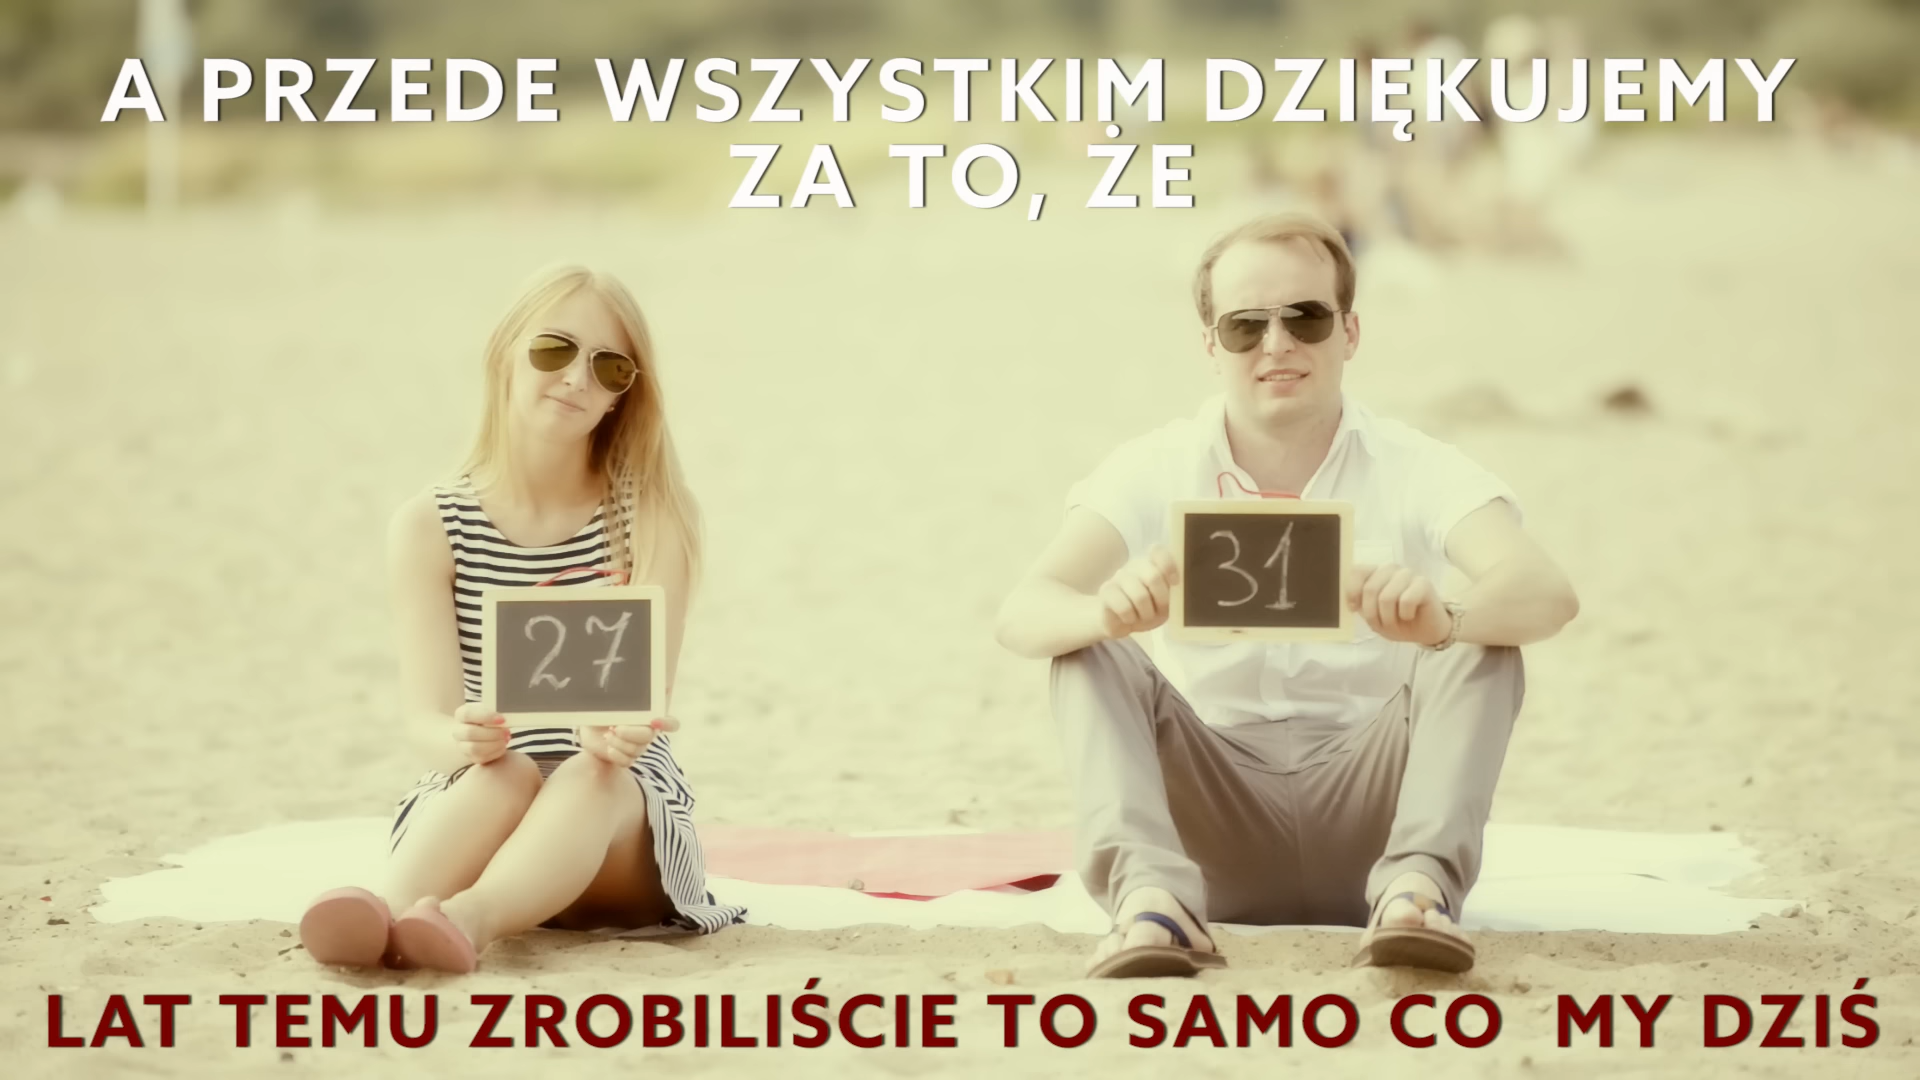 A PRZEDE WSZYSTKIM DZIĘKUJEMY
ZA TO, ŻE
27
31
LAT TEMU ZROBILIŚCIE TO SAMO CO  MY DZIŚ